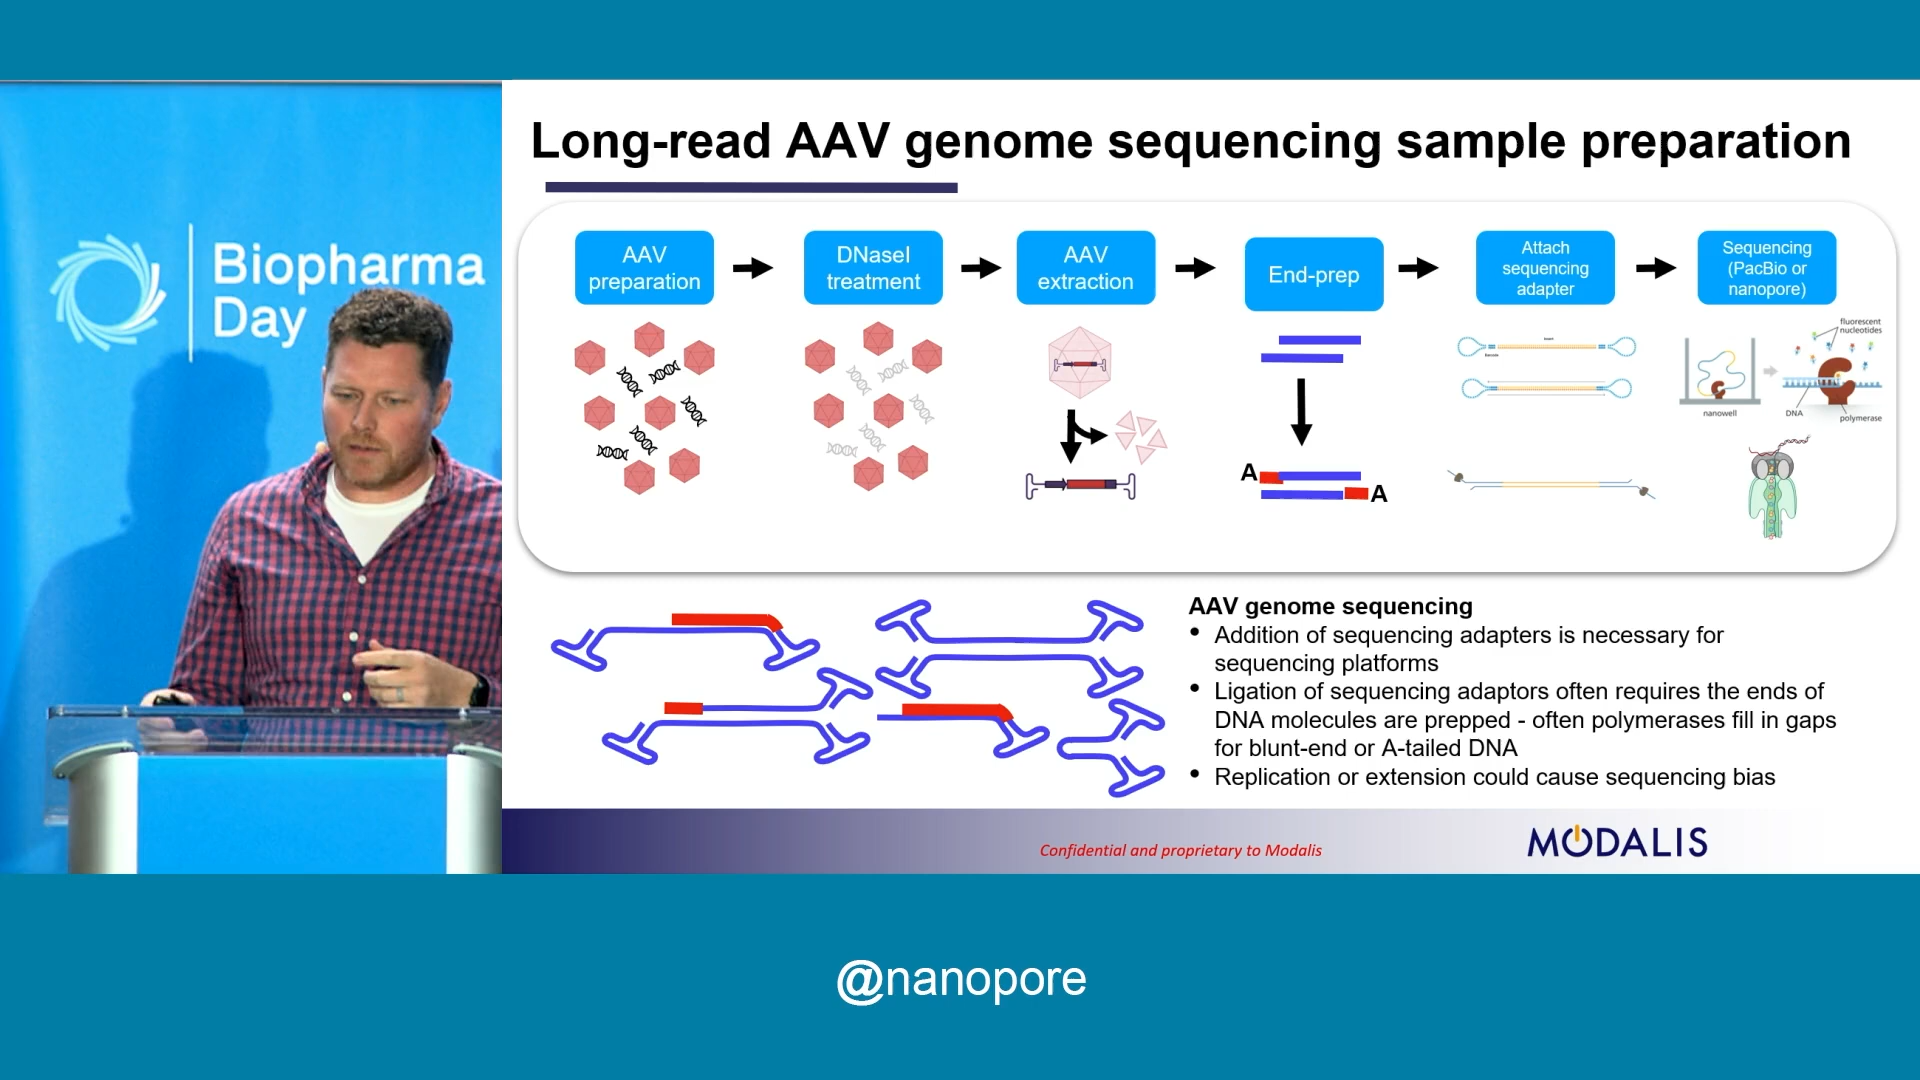 Biopharma
Day
Long-read AAV genome sequencing sample preparation
AAV
preparation
DNaseI
treatment
AAV
extraction
End-prep
Attach
sequencing
adapter
Sequencing
(PacBio or
nanopore)
fluorescent
nucleotides
nanowell
DNA
polymerase
A
A
AAV genome sequencing
• Addition of sequencing adapters is necessary for
sequencing platforms
• Ligation of sequencing adaptors often requires the ends of
DNA molecules are prepped - often polymerases fill in gaps
for blunt-end or A-tailed DNA
• Replication or extension could cause sequencing bias
Confidential and proprietary to Modalis
MODALIS
@nanopore